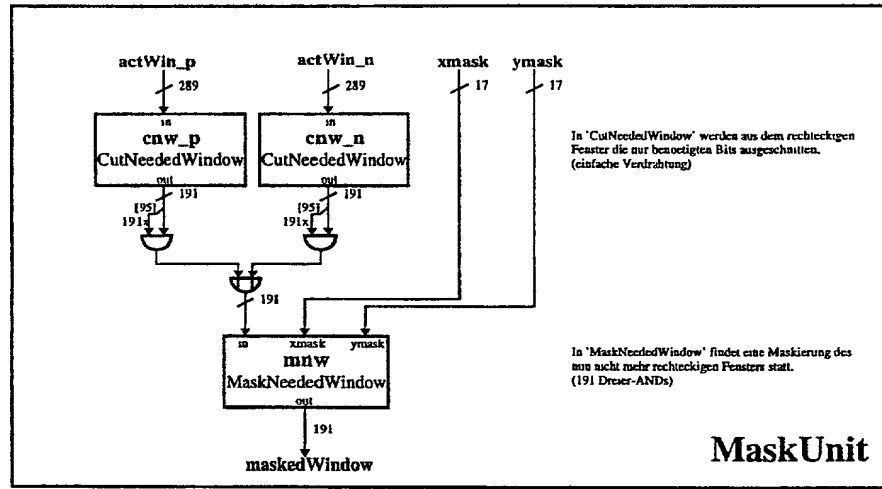 actWin_p actWin_n xmask ymask
289 289 17 17
in in
cnw_p cnw_n
CutNeededWindow CutNeededWindow
out out
191 191
[95] [95]
191x 191x
In 'CutNeededWindow' werden aus dem rechteckigen
Fenster die nur benoetigten Bits ausgeschnitten.
(einfache Verdrahtung)
191
in xmask ymask
mnw
MaskNeededWindow
out
In 'MaskNeededWindow' findet eine Maskierung des
nun nicht mehr rechteckigen Fensters statt.
(191 Dreier-ANDs)
191
maskedWindow
MaskUnit